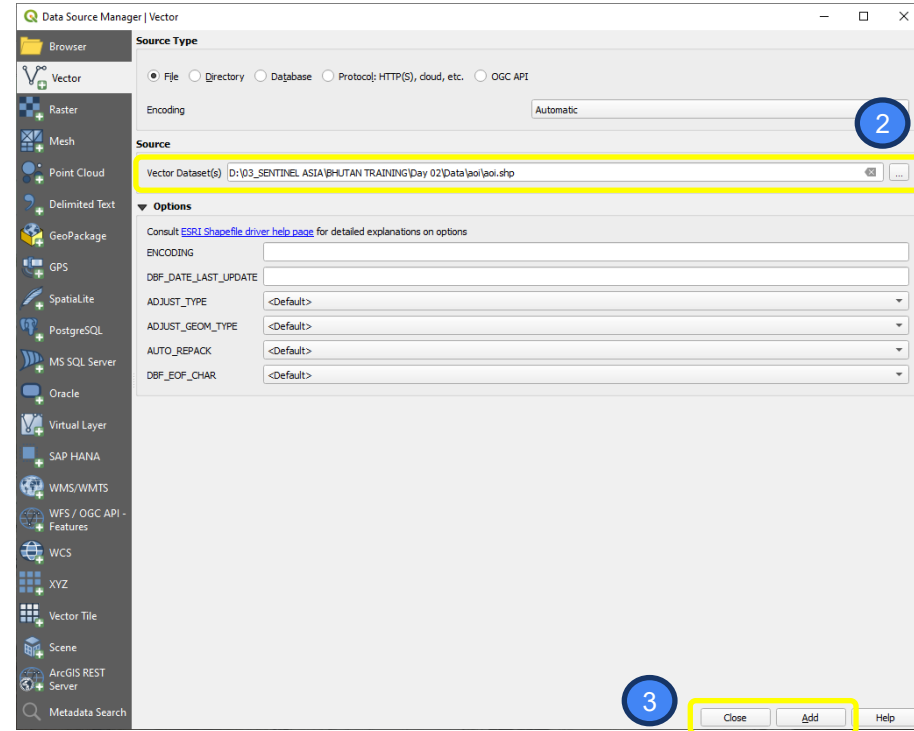 Data Source Manager | Vector
Browser
Vector
Raster
Mesh
Point Cloud
Delimited Text
GeoPackage
GPS
SpatiaLite
PostgreSQL
MS SQL Server
Oracle
Virtual Layer
SAP HANA
WMS/WMTS
WFS / OGC API -
Features
WCS
XYZ
Vector Tile
Scene
ArcGIS REST
Server
Metadata Search
Source Type
File Directory Database Protocol: HTTP(S), cloud, etc. OGC API
Encoding Automatic
2
Source
Vector Dataset(s) D:\03_SENTINEL ASIA\BHUTAN TRAINING\Day 02\Data\aoi\aoi.shp ...
Options
Consult ESRI Shapefile driver help page for detailed explanations on options
ENCODING
DBF_DATE_LAST_UPDATE
ADJUST_TYPE <Default>
ADJUST_GEOM_TYPE <Default>
AUTO_REPACK <Default>
DBF_EOF_CHAR <Default>
3
Close Add Help